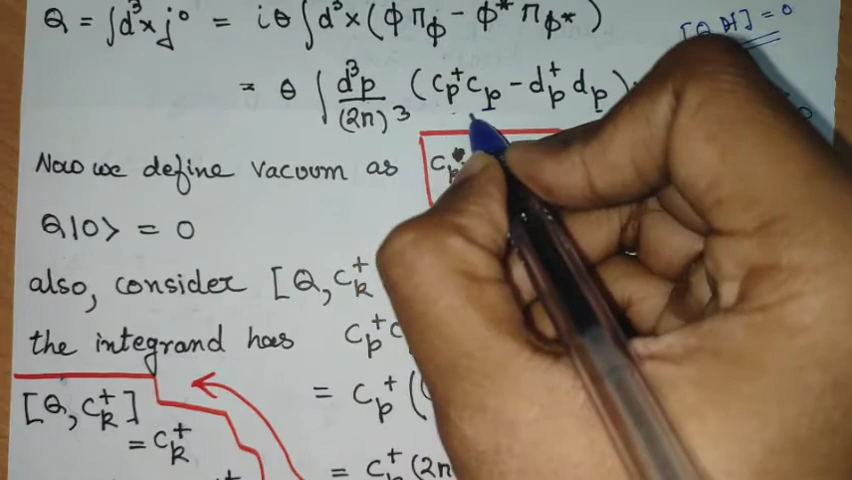 Q = ∫d³x j⁰ = iθ ∫d³x (ϕ π_ϕ - ϕ* π_ϕ*)
[Q, H] = 0
= θ ∫ d³p/(2π)³ (c_p⁺ c_p - d_p⁺ d_p)
Now we define vacuum as c
Q|0> = 0
also, consider [Q, c_k⁺
the integrand has c_p⁺ c
= c_p⁺ (
[Q, c_k⁺]
= c_k⁺
= c_p⁺ (2π